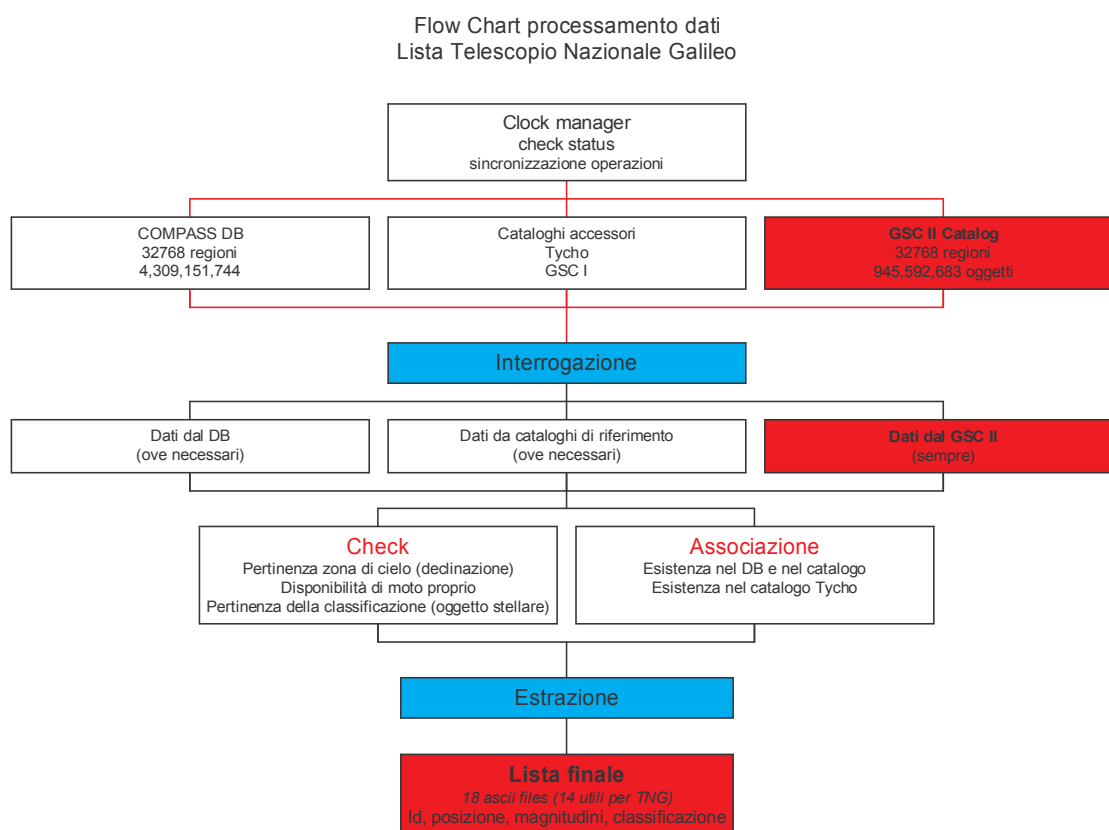 Flow Chart processamento dati
Lista Telescopio Nazionale Galileo
Clock manager
check status
sincronizzazione operazioni
COMPASS DB
32768 regioni
4,309,151,744
Cataloghi accessori
Tycho
GSC I
GSC II Catalog
32768 regioni
945,592,683 oggetti
Interrogazione
Dati dal DB
(ove necessari)
Dati da cataloghi di riferimento
(ove necessari)
Dati dal GSC II
(sempre)
Check
Pertinenza zona di cielo (declinazione)
Disponibilità di moto proprio
Pertinenza della classificazione (oggetto stellare)
Associazione
Esistenza nel DB e nel catalogo
Esistenza nel catalogo Tycho
Estrazione
Lista finale
18 ascii files (14 utili per TNG)
Id, posizione, magnitudini, classificazione